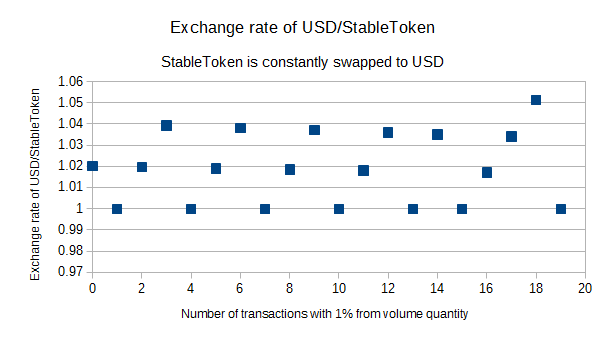 Exchange rate of USD/StableToken
StableToken is constantly swapped to USD
Exchange rate of USD/StableToken
1.06
1.05
1.04
1.03
1.02
1.01
1
0.99
0.98
0.97
0 2 4 6 8 10 12 14 16 18 20
Number of transactions with 1% from volume quantity